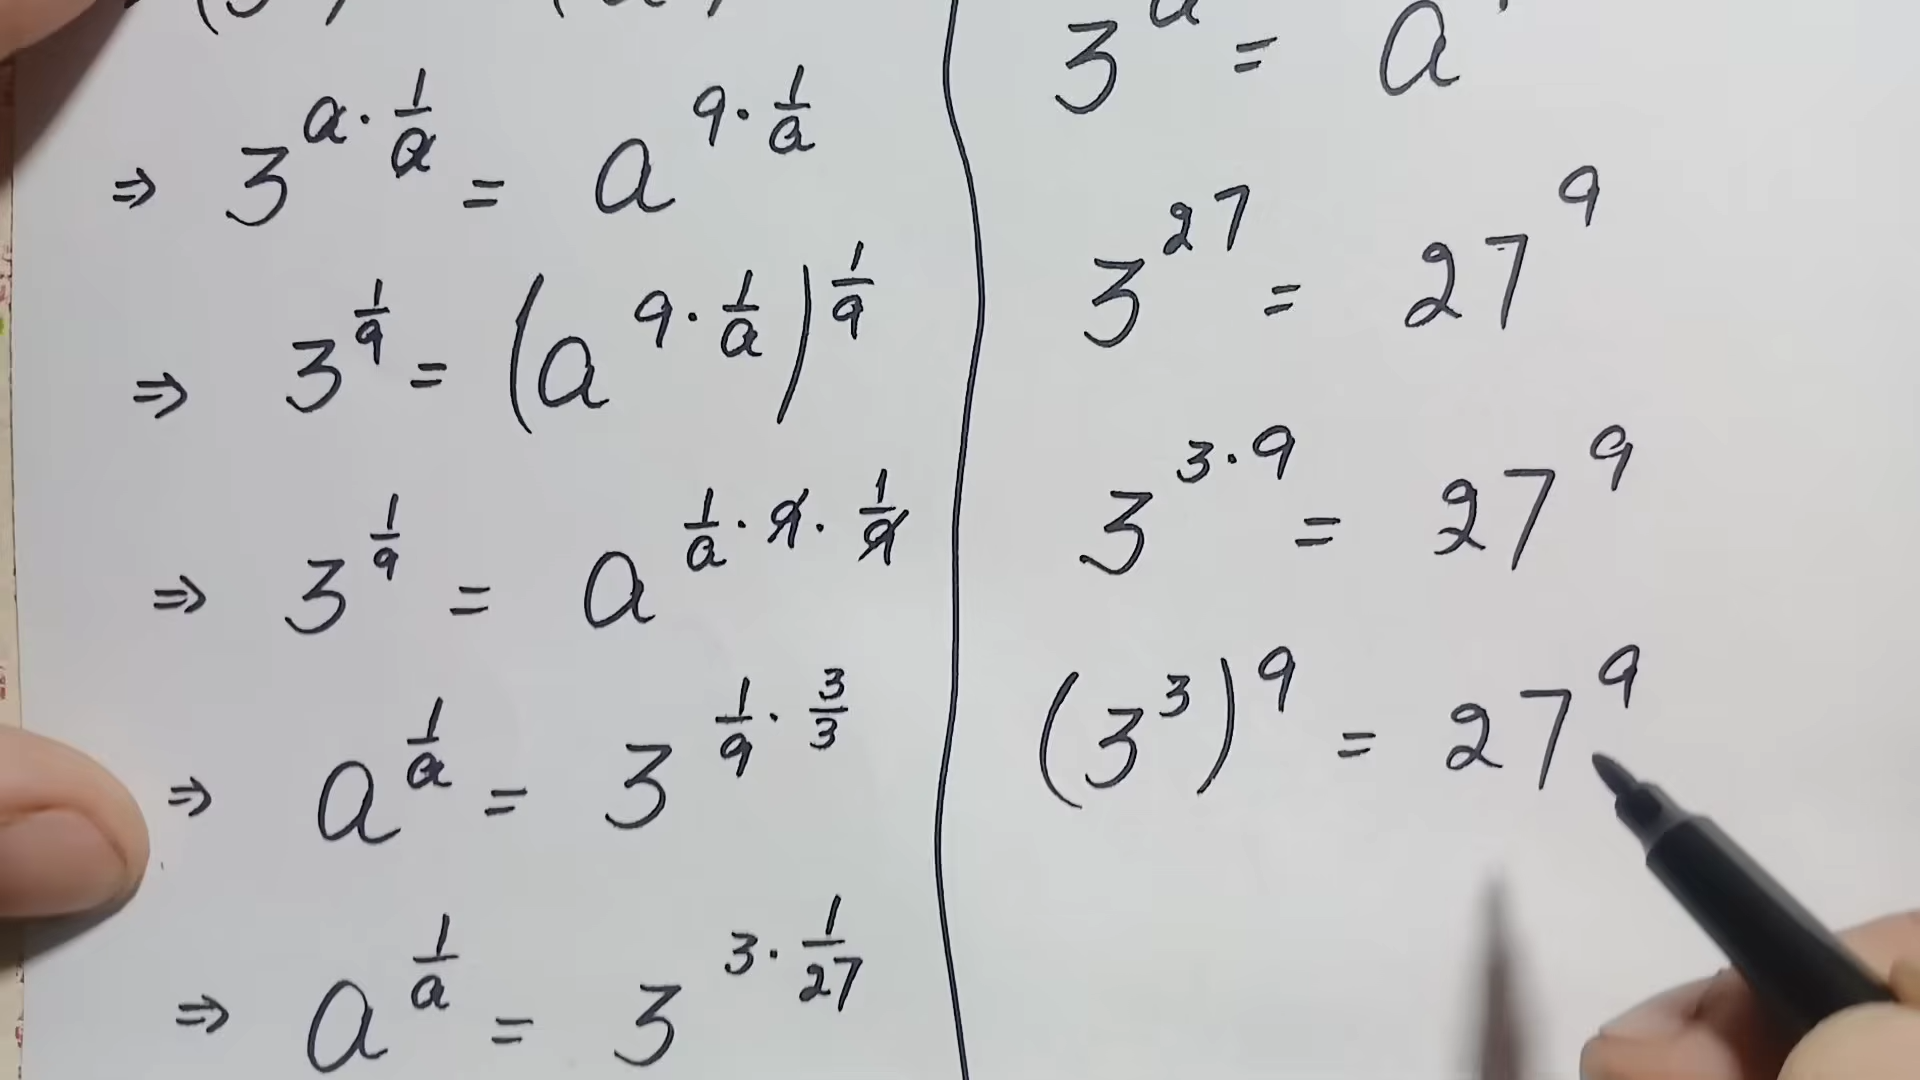 ⇒ 3^(a·1/a) = a^(9·1/a)
⇒ 3^(1/9) = (a^(9·1/a))^(1/9)
⇒ 3^(1/9) = a^(1/a·9·1/9)
⇒ a^(1/a) = 3^(1/9·3/3)
⇒ a^(1/a) = 3^(3·1/27)
3^a = a
3^27 = 27^9
3^(3·9) = 27^9
(3^3)^9 = 27^9